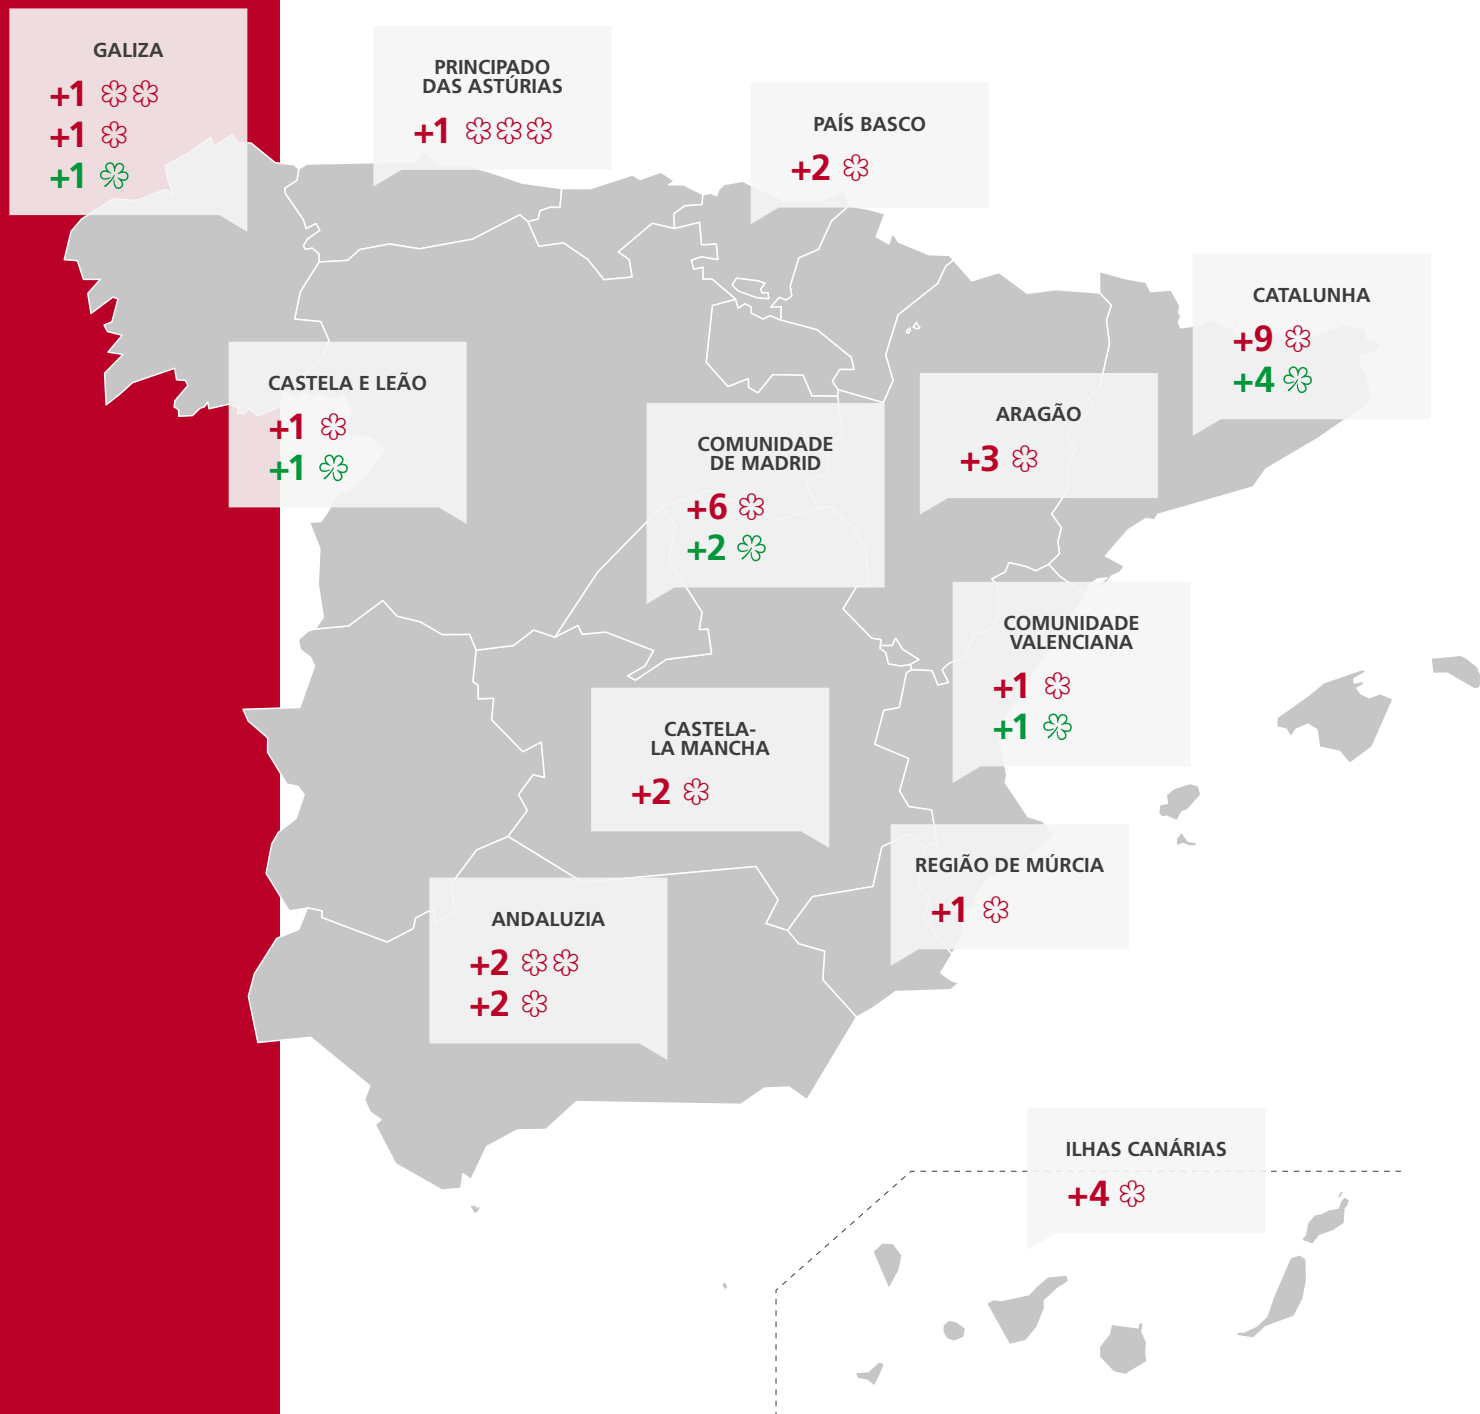 GALIZA
+1
+1
+1
PRINCIPADO
DAS ASTÚRIAS
+1
PAÍS BASCO
+2
CATALUNHA
+9
+4
CASTELA E LEÃO
+1
+1
ARAGÃO
+3
COMUNIDADE
DE MADRID
+6
+2
COMUNIDADE
VALENCIANA
+1
+1
CASTELA-
LA MANCHA
+2
REGIÃO DE MÚRCIA
+1
ANDALUZIA
+2
+2
ILHAS CANÁRIAS
+4